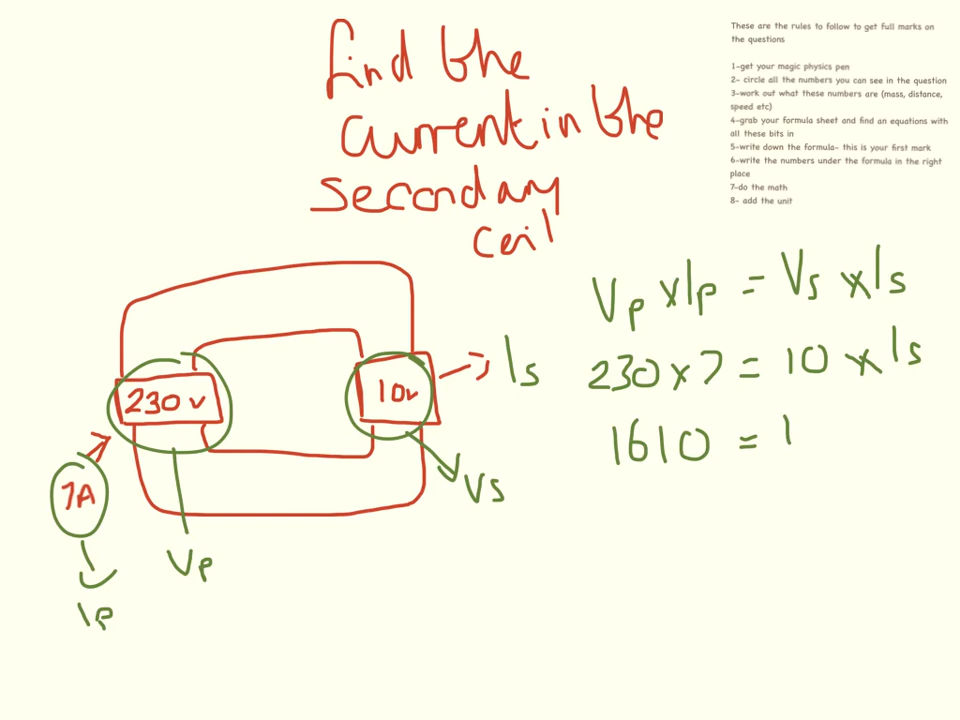 find the
current in the
secondary
coil
These are the rules to follow to get full marks on
the questions
1-get your magic physics pen
2- circle all the numbers you can see in the question
3-work out what these numbers are (mass, distance,
speed etc)
4-grab your formula sheet and find an equations with
all these bits in
5-write down the formula- this is your first mark
6-write the numbers under the formula in the right
place
7-do the math
8- add the unit
Vp x Ip = Vs x Is
230 x 7 = 10 x Is
1610 = 1
230 v
10v
Is
7A
Vs
Vp
Ip